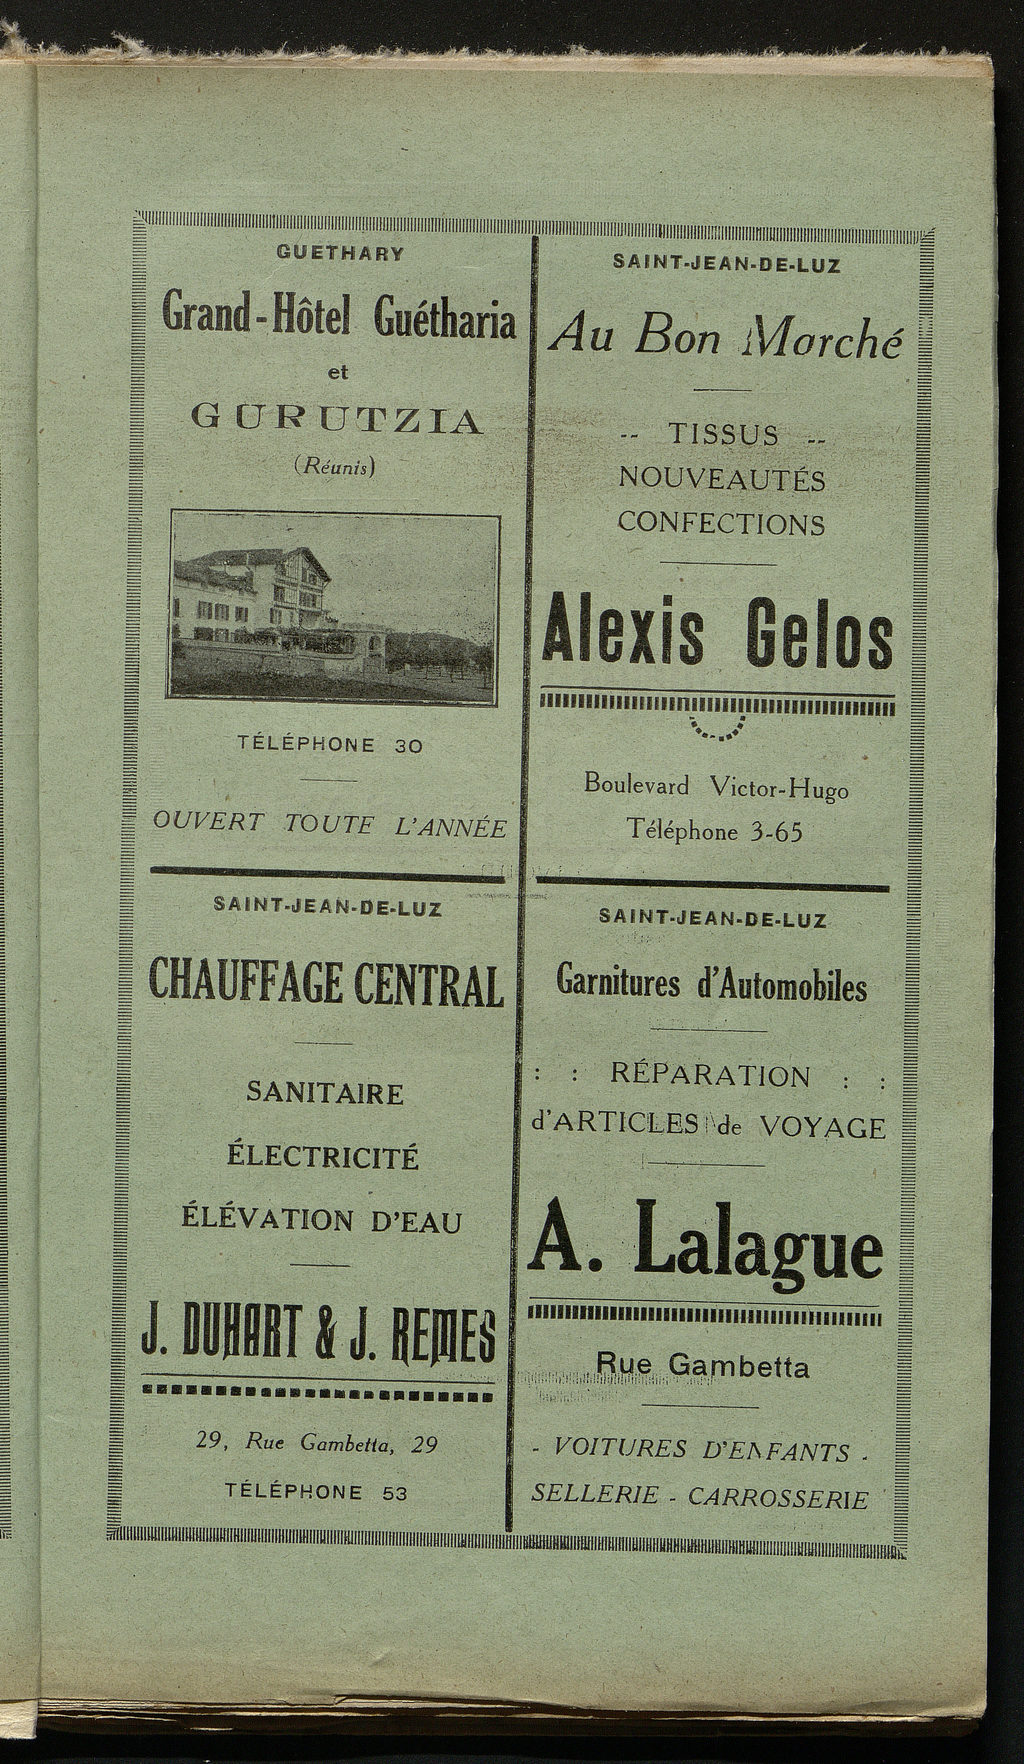 GUETHARY
Grand-Hôtel Guétharia
et
GURUTZIA
(Réunis)
TÉLÉPHONE 30
OUVERT TOUTE L'ANNÉE
SAINT-JEAN-DE-LUZ
Au Bon Marché
-- TISSUS --
NOUVEAUTÉS
CONFECTIONS
Alexis Gelos
Boulevard Victor-Hugo
Téléphone 3-65
SAINT-JEAN-DE-LUZ
CHAUFFAGE CENTRAL
SANITAIRE
ÉLECTRICITÉ
ÉLÉVATION D'EAU
J. DUHART & J. REMES
29, Rue Gambetta, 29
TÉLÉPHONE 53
SAINT-JEAN-DE-LUZ
Garnitures d'Automobiles
: : RÉPARATION : :
d'ARTICLES de VOYAGE
A. Lalague
Rue Gambetta
- VOITURES D'ENFANTS -
SELLERIE - CARROSSERIE